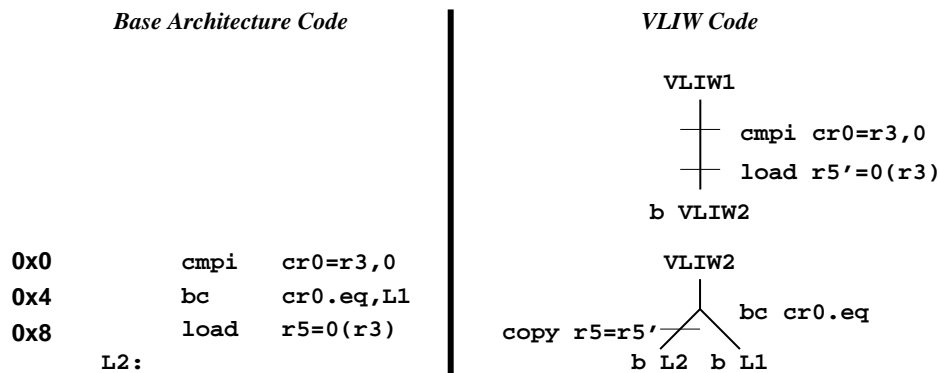 Base Architecture Code
VLIW Code
VLIW1
cmpi cr0=r3,0
load r5'=0(r3)
b VLIW2
0x0 cmpi cr0=r3,0
0x4 bc cr0.eq,L1
0x8 load r5=0(r3)
L2:
VLIW2
bc cr0.eq
copy r5=r5'
b L2 b L1